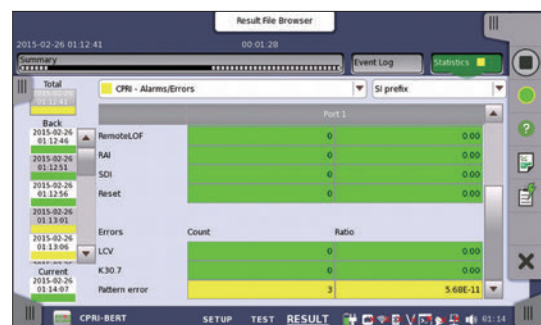 Result File Browser
2015-02-26 01:12:41
00:01:28
Summary
Event Log
Statistics
Total
01:12:41
CPRI - Alarms/Errors
SI prefix
Port 1
Back
2015-02-26
01:12:46
2015-02-26
01:12:51
2015-02-26
01:12:56
2015-02-26
01:13:01
2015-02-26
01:13:06
Current
2015-02-26
01:14:07
RemoteLOF 0 0.00
RAI 0 0.00
SDI 0 0.00
Reset 0 0.00
Errors Count Ratio
LCV 0 0.00
K30.7 0 0.00
Pattern error 3 5.68E-11
CPRI-BERT
SETUP TEST RESULT
01:14